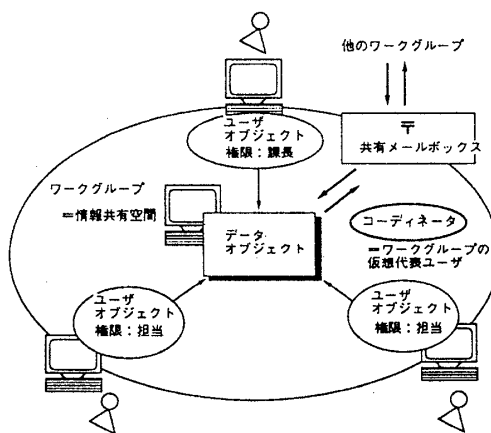 他のワークグループ
ユーザ
オブジェクト
権限：課長
〒
共有メールボックス
ワークグループ
＝情報共有空間
データ
オブジェクト
コーディネータ
＝ワークグループの
仮想代表ユーザ
ユーザ
オブジェクト
権限：担当
ユーザ
オブジェクト
権限：担当